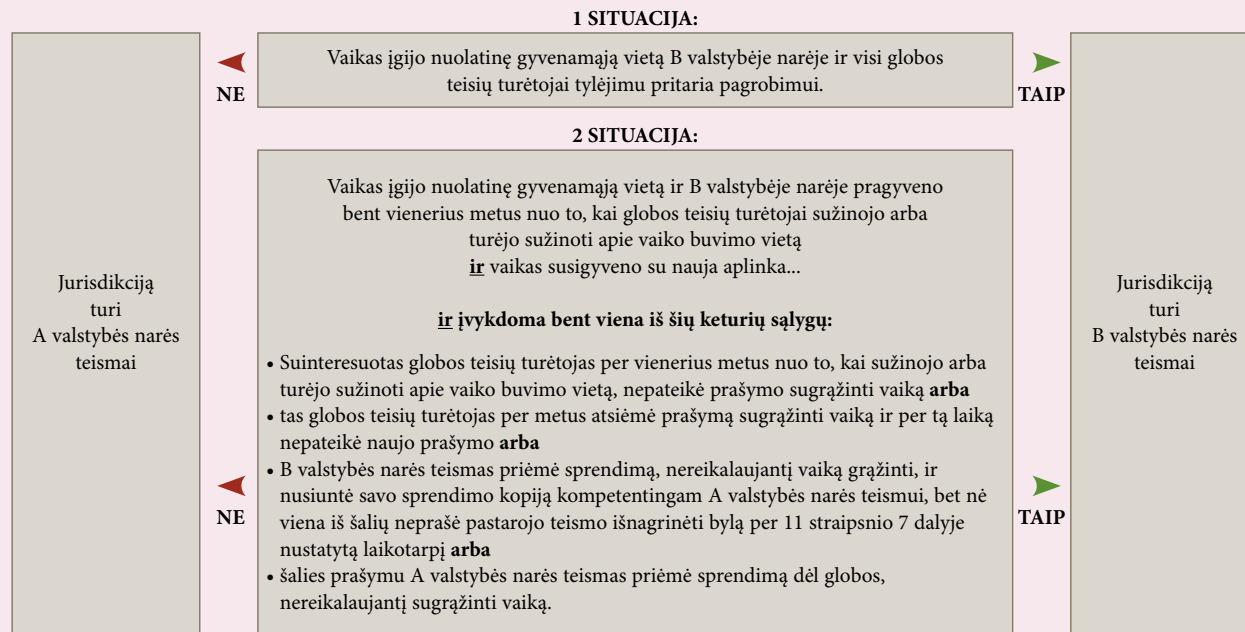 1 SITUACIJA:
Vaikas įgijo nuolatinę gyvenamąją vietą B valstybėje narėje ir visi globos
teisių turėtojai tylėjimu pritaria pagrobimui.
NE
TAIP
2 SITUACIJA:
Vaikas įgijo nuolatinę gyvenamąją vietą ir B valstybėje narėje pragyveno
bent vienerius metus nuo to, kai globos teisių turėtojai sužinojo arba
turėjo sužinoti apie vaiko buvimo vietą
ir vaikas susigyveno su nauja aplinka...
ir įvykdoma bent viena iš šių keturių sąlygų:
• Suinteresuotas globos teisių turėtojas per vienerius metus nuo to, kai sužinojo arba
turėjo sužinoti apie vaiko buvimo vietą, nepateikė prašymo sugrąžinti vaiką arba
• tas globos teisių turėtojas per metus atsiėmė prašymą sugrąžinti vaiką ir per tą laiką
nepateikė naujo prašymo arba
• B valstybės narės teismas priėmė sprendimą, nereikalaujantį vaiką grąžinti, ir
nusiuntė savo sprendimo kopiją kompetentingam A valstybės narės teismui, bet nė
viena iš šalių neprašė pastarojo teismo išnagrinėti bylą per 11 straipsnio 7 dalyje
nustatytą laikotarpį arba
• šalies prašymu A valstybės narės teismas priėmė sprendimą dėl globos,
nereikalaujantį sugrąžinti vaiką.
NE
TAIP
Jurisdikciją
turi
A valstybės narės
teismai
Jurisdikciją
turi
B valstybės narės
teismai